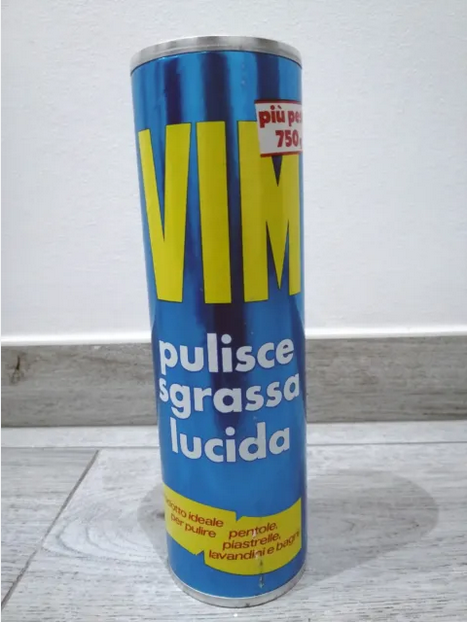 più
750
VIM
pulisce
sgrassa
lucida
ideale
per pulire
pentole,
piastrelle,
lavandini e bagni